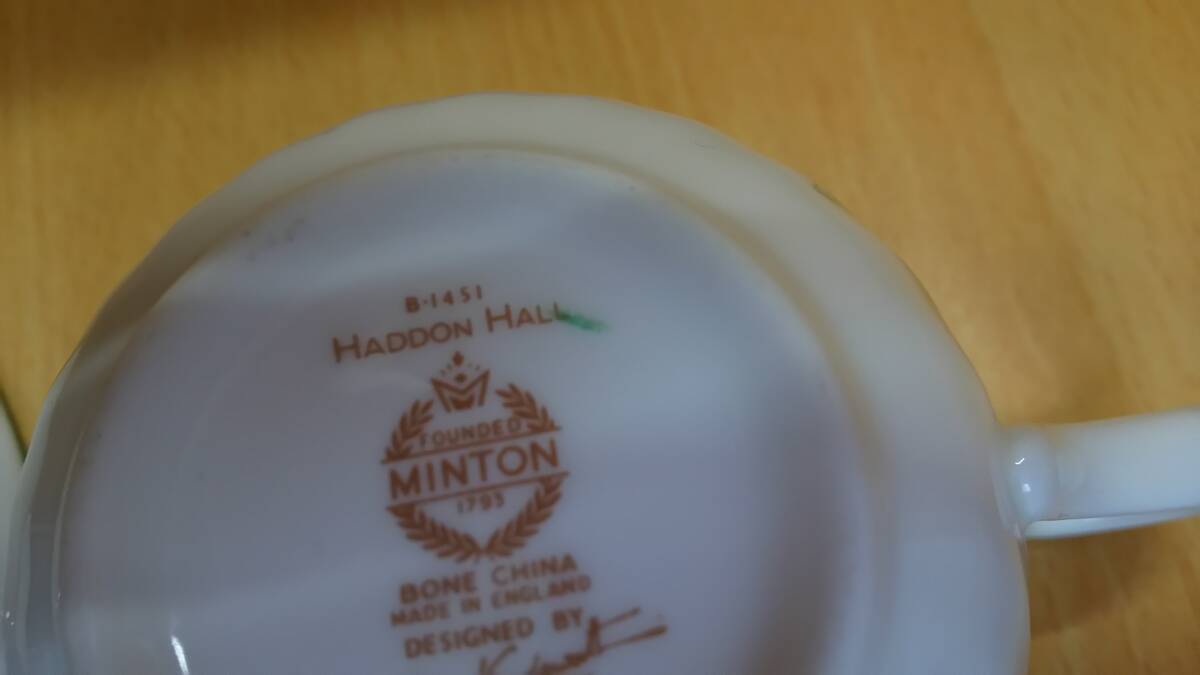 B·1451
HADDON HALL
FOUNDED
MINTON
1793
BONE CHINA
MADE IN ENGLAND
DESIGNED BY